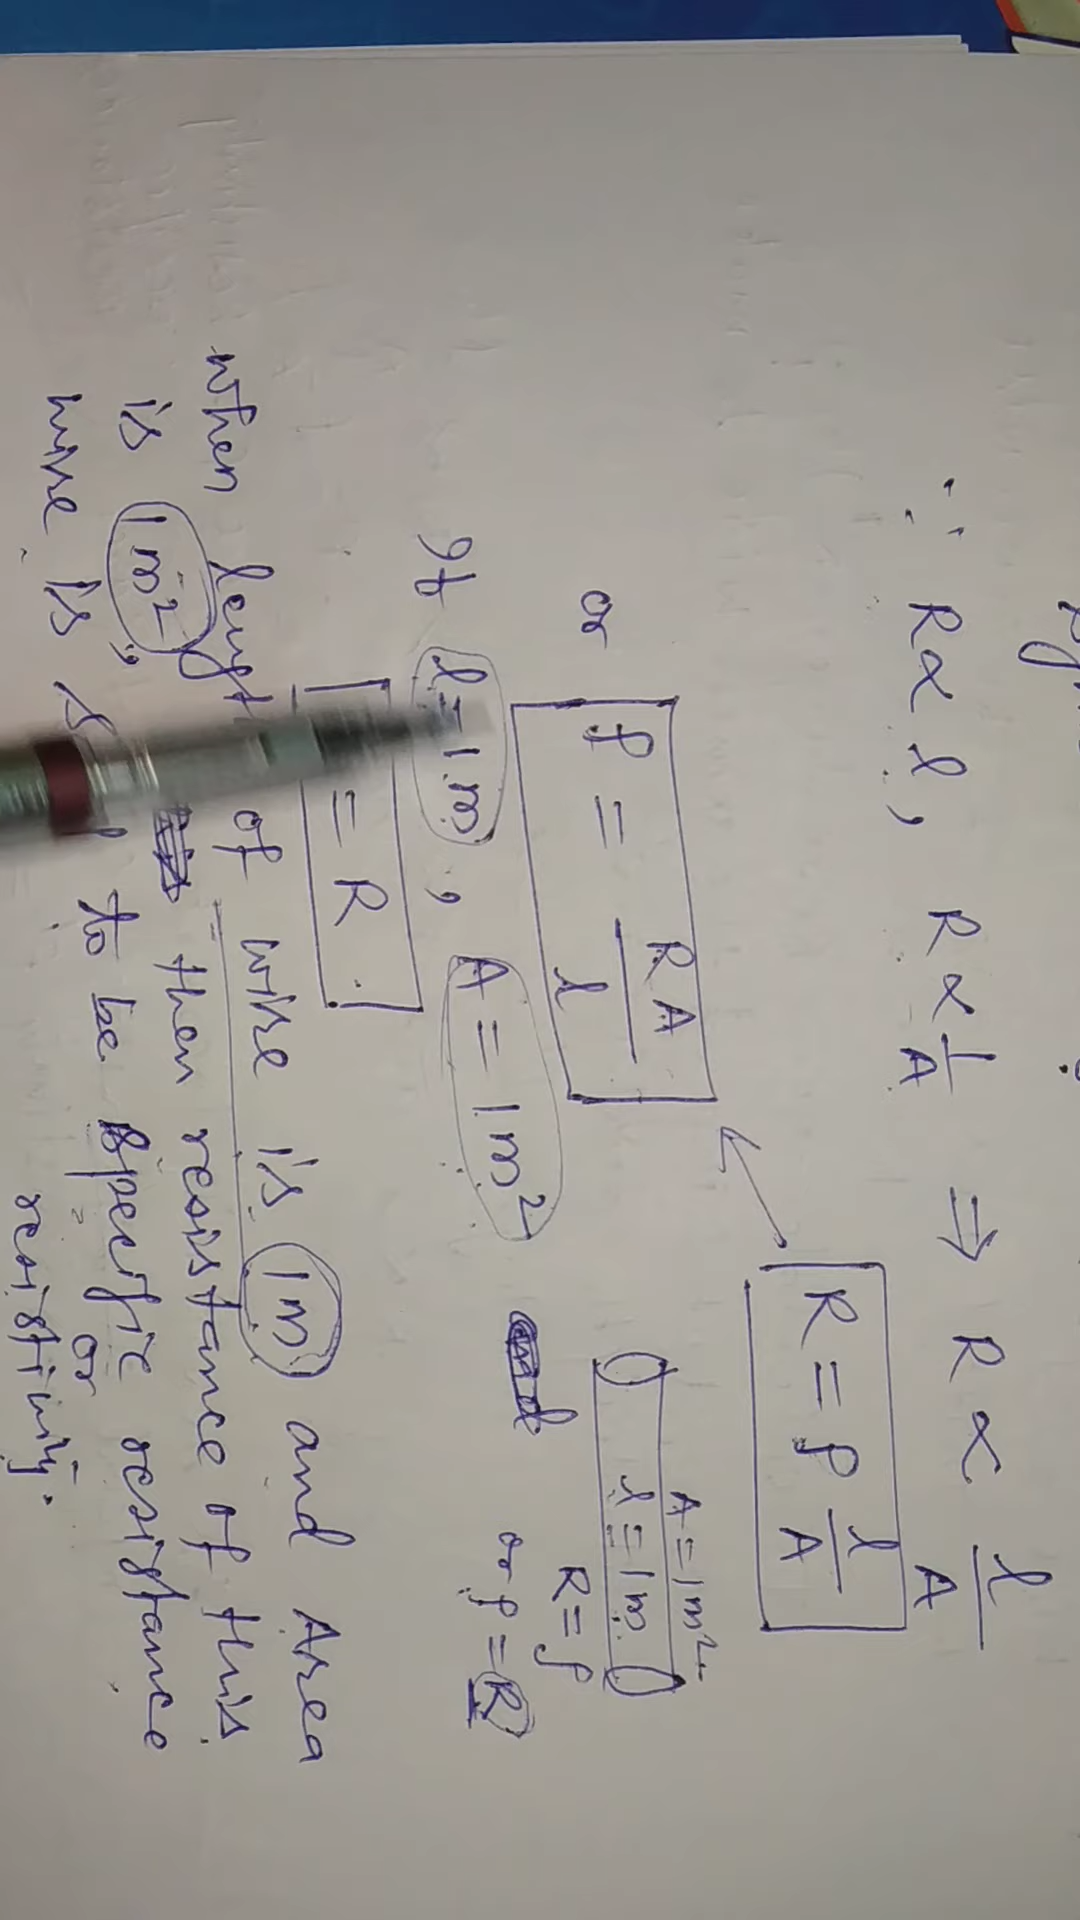 ∵ R ∝ l, R ∝ 1/A ⇒ R ∝ l/A
R = ρ l/A
or ρ = RA/l
A = 1m²
l = 1m
R = ρ
or ρ = R
If l = 1m, A = 1m² and
= R.
when length of wire is 1m and Area
is 1m², then resistance of this
wire is to be specific resistance
or
resistivity.